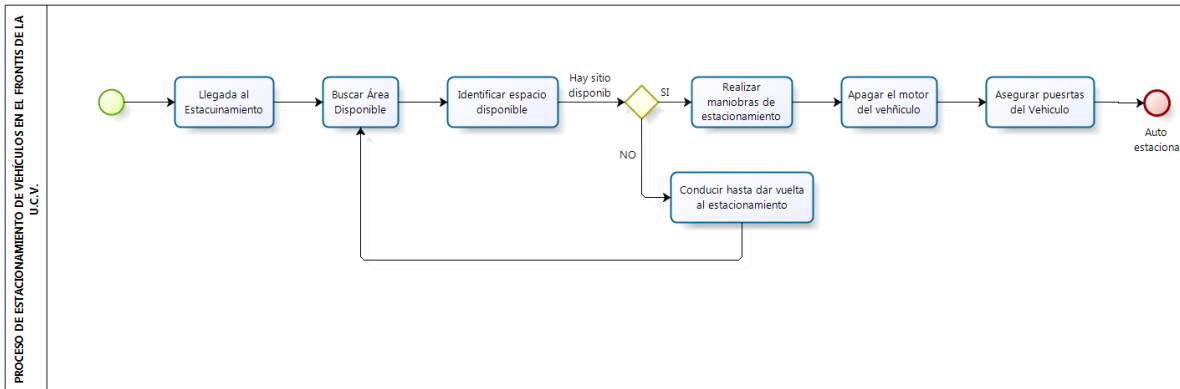 PROCESO DE ESTACIONAMIENTO DE VEHÍCULOS EN EL FRONTIS DE LA
U.C.V.
Llegada al
Estacuinamiento
Buscar Área
Disponible
Identificar espacio
disponible
Hay sitio
disponib
SI
Realizar
maniobras de
estacionamiento
Apagar el motor
del vehñiculo
Asegurar puesrtas
del Vehiculo
Auto
estaciona
NO
Conducir hasta dar vuelta
al estacionamiento